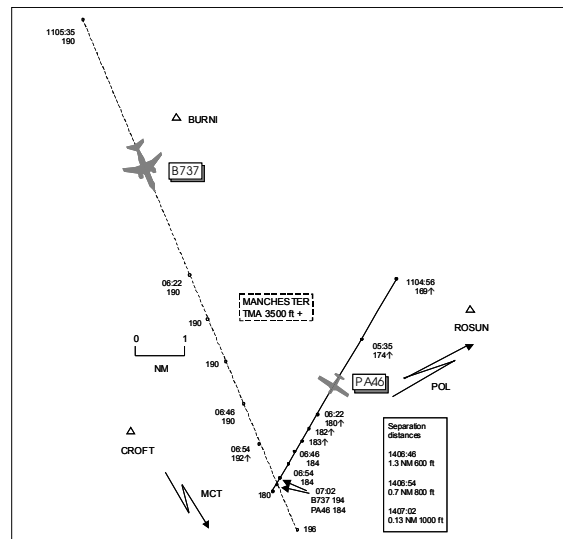 1105:35
190
BURNI
B737
06:22
190
MANCHESTER
TMA 3500 ft +
1104:56
169↑
ROSUN
190
0 1
NM
05:35
174↑
190
PA46
POL
06:46
190
06:22
180↑
182↑
183↑
Separation
distances
1406:46
1.3 NM 600 ft
1406:54
0.7 NM 800 ft
1407:02
0.13 NM 1000 ft
CROFT
06:54
192↑
06:46
184
06:54
184
MCT
180
07:02
B737 194
PA46 184
196